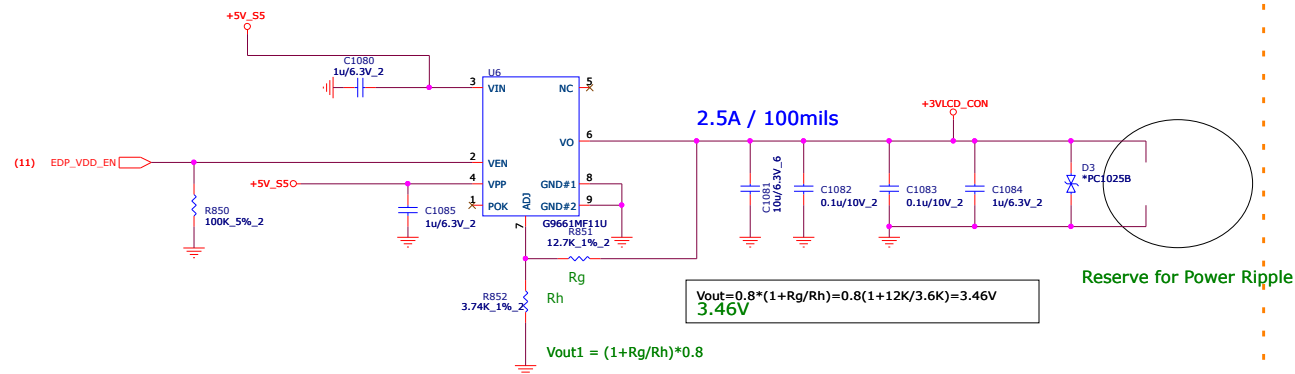 +5V_S5
C1080
1u/6.3V_2
U6
3
VIN
NC
5
2.5A / 100mils
+3VLCD_CON
VO
6
(11)
EDP_VDD_EN
2
VEN
+5V_S5
4
VPP
GND#1
8
1
POK
ADJ
GND#2
9
7
G9661MF11U
R850
100K_5%_2
C1085
1u/6.3V_2
R851
12.7K_1%_2
Rg
C1081
10u/6.3V_6
C1082
0.1u/10V_2
C1083
0.1u/10V_2
C1084
1u/6.3V_2
D3
*PC1025B
Reserve for Power Ripple
R852
3.74K_1%_2
Rh
Vout=0.8*(1+Rg/Rh)=0.8(1+12K/3.6K)=3.46V
3.46V
Vout1 = (1+Rg/Rh)*0.8